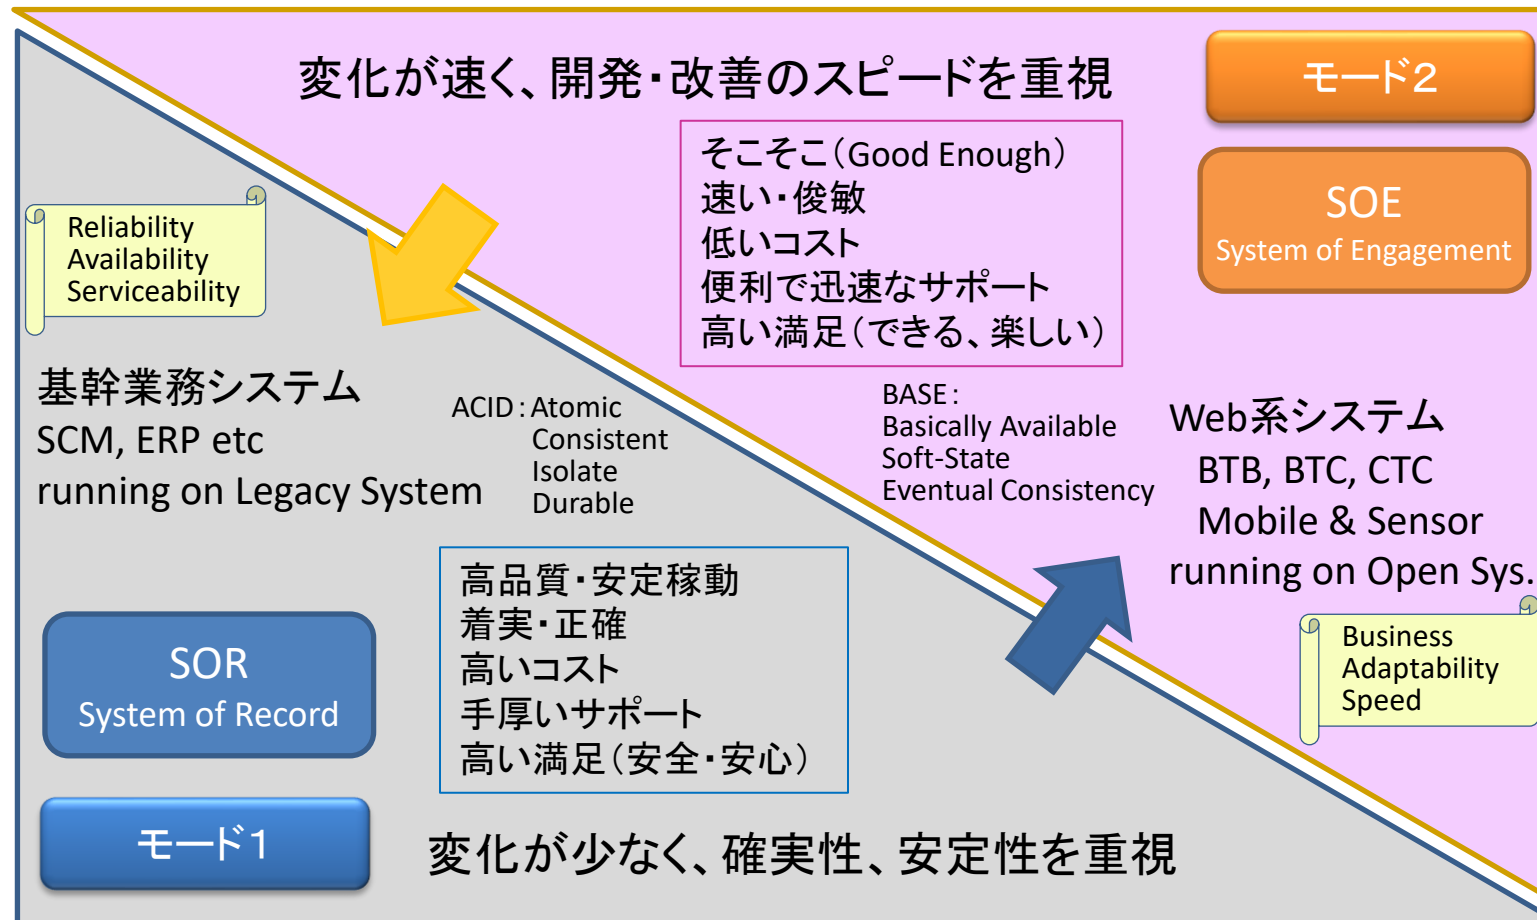 変化が速く、開発・改善のスピードを重視
モード２
そこそこ（Good Enough）
速い・俊敏
低いコスト
便利で迅速なサポート
高い満足（できる、楽しい）
SOE
System of Engagement
Reliability
Availability
Serviceability
基幹業務システム
SCM, ERP etc
running on Legacy System
ACID：Atomic
Consistent
Isolate
Durable
BASE：
Basically Available
Soft-State
Eventual Consistency
Web系システム
BTB, BTC, CTC
Mobile & Sensor
running on Open Sys.
Business
Adaptability
Speed
高品質・安定稼動
着実・正確
高いコスト
手厚いサポート
高い満足（安全・安心）
SOR
System of Record
モード１
変化が少なく、確実性、安定性を重視